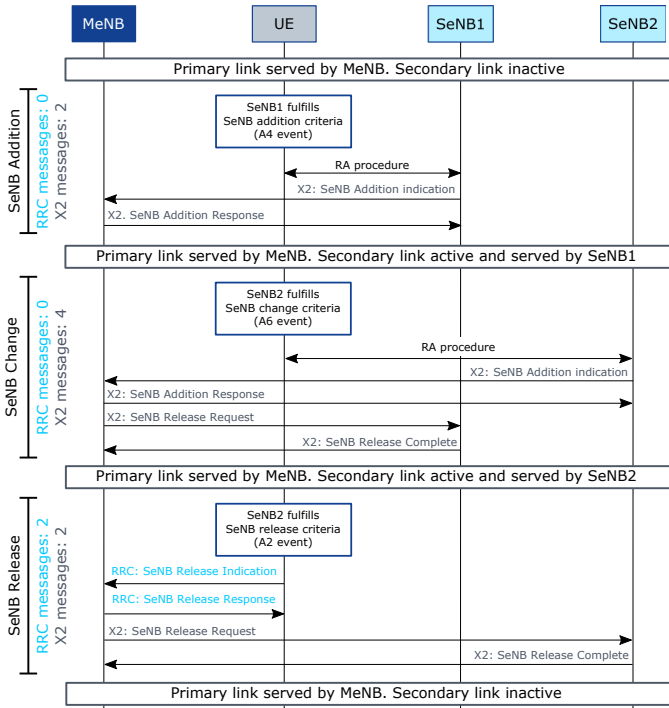 MeNB
UE
SeNB1
SeNB2
Primary link served by MeNB. Secondary link inactive
SeNB Addition
RRC messasges: 0
X2 messages: 2
SeNB1 fulfills
SeNB addition criteria
(A4 event)
RA procedure
X2: SeNB Addition indication
X2. SeNB Addition Response
Primary link served by MeNB. Secondary link active and served by SeNB1
SeNB Change
RRC messasges: 0
X2 messages: 4
SeNB2 fulfills
SeNB change criteria
(A6 event)
RA procedure
X2: SeNB Addition indication
X2: SeNB Addition Response
X2: SeNB Release Request
X2: SeNB Release Complete
Primary link served by MeNB. Secondary link active and served by SeNB2
SeNB Release
RRC messasges: 2
X2 messages: 2
SeNB2 fulfills
SeNB release criteria
(A2 event)
RRC: SeNB Release Indication
RRC: SeNB Release Response
X2: SeNB Release Request
X2: SeNB Release Complete
Primary link served by MeNB. Secondary link inactive